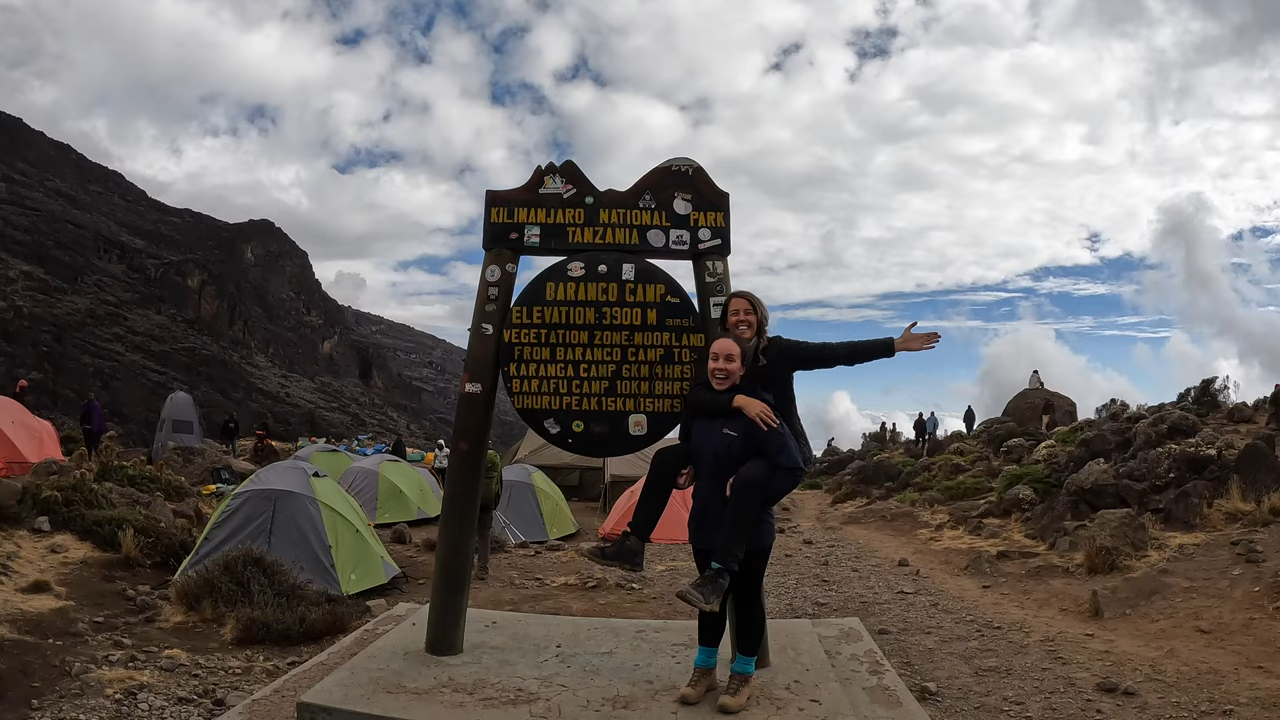 KILIMANJARO NATIONAL PARK
TANZANIA
BARANCO CAMP
ELEVATION: 3900 M amsl
VEGETATION ZONE: MOORLAND
FROM BARANCO CAMP TO:-
KARANGA CAMP 6KM (4HRS)
BARAFU CAMP 10KM (8HRS)
UHURU PEAK 15KM (15HRS)